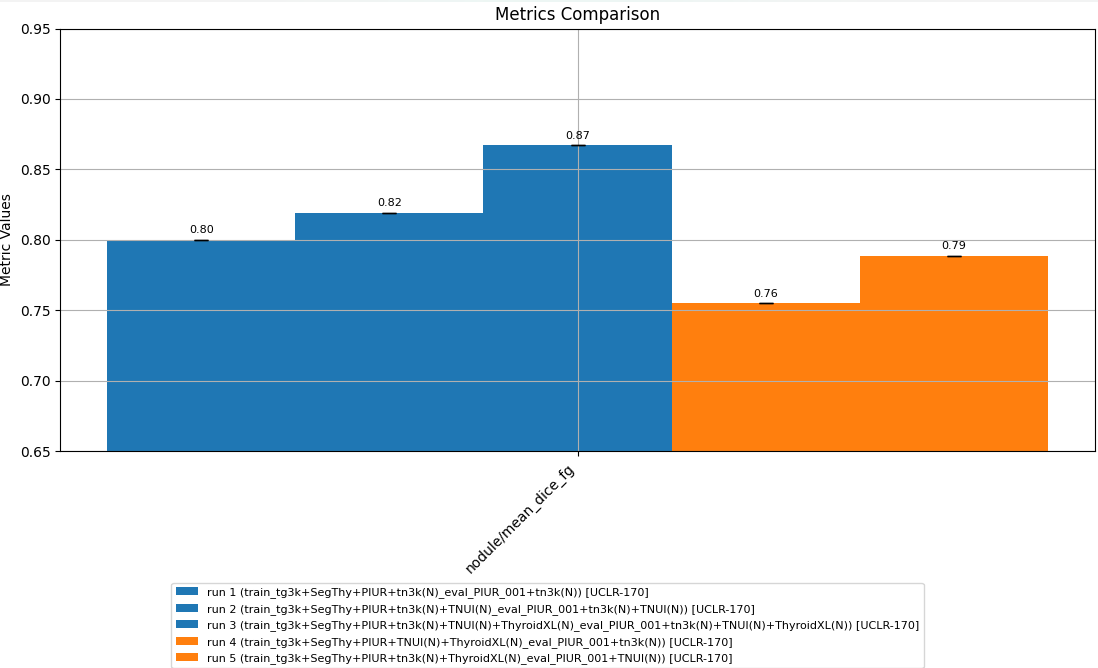 Metrics Comparison
0.95
0.90
0.85
0.80
0.75
0.70
0.65
Metric Values
0.80
0.82
0.87
0.76
0.79
nodule/mean_dice_fg
run 1 (train_tg3k+SegThy+PIUR+tn3k(N)_eval_PIUR_001+tn3k(N)) [UCLR-170]
run 2 (train_tg3k+SegThy+PIUR+tn3k(N)+TNUI(N)_eval_PIUR_001+tn3k(N)+TNUI(N)) [UCLR-170]
run 3 (train_tg3k+SegThy+PIUR+tn3k(N)+TNUI(N)+ThyroidXL(N)_eval_PIUR_001+tn3k(N)+TNUI(N)+ThyroidXL(N)) [UCLR-170]
run 4 (train_tg3k+SegThy+PIUR+TNUI(N)+ThyroidXL(N)_eval_PIUR_001+tn3k(N)) [UCLR-170]
run 5 (train_tg3k+SegThy+PIUR+tn3k(N)+ThyroidXL(N)_eval_PIUR_001+TNUI(N)) [UCLR-170]